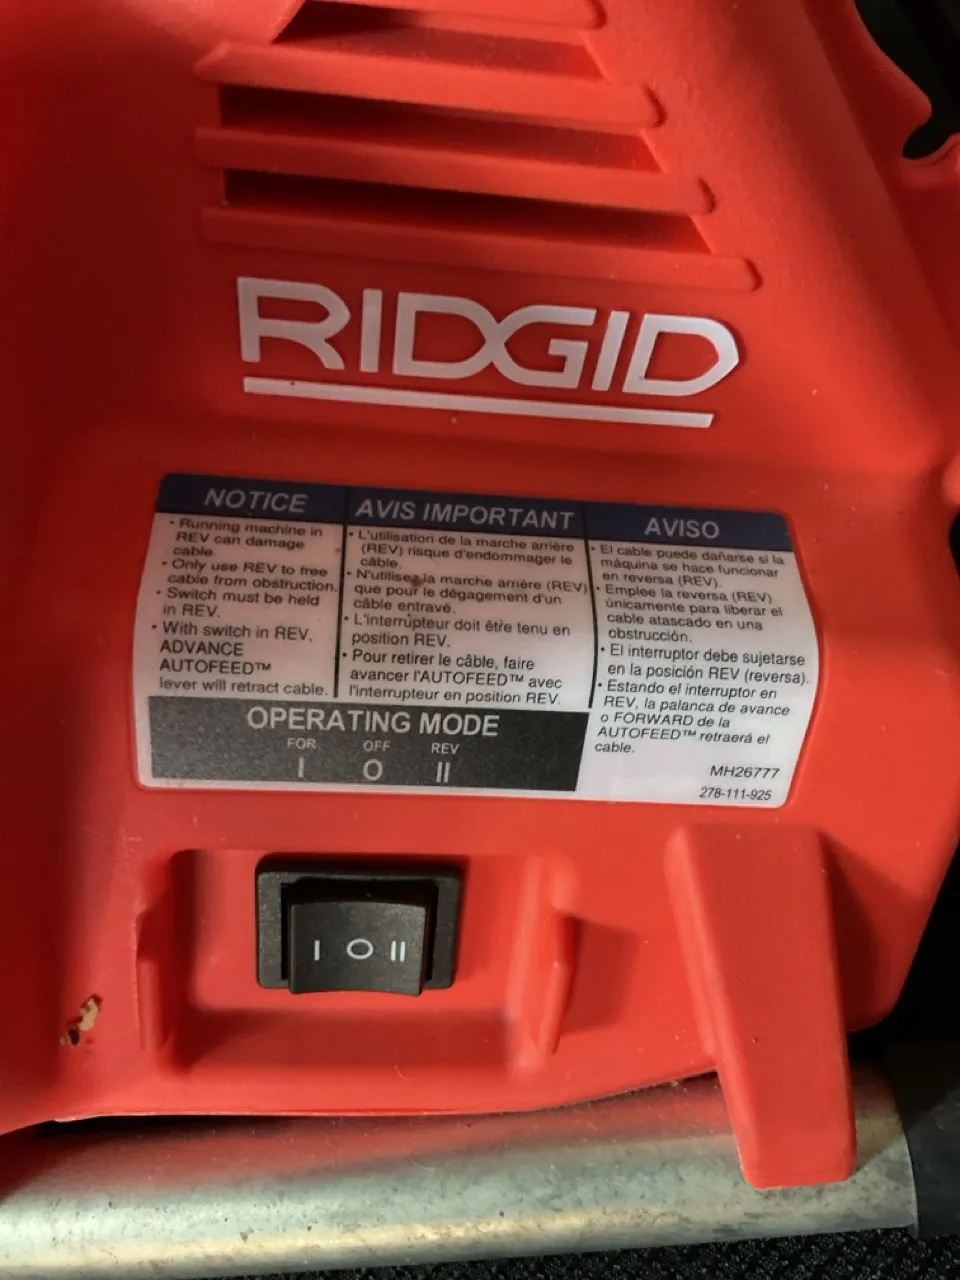 RIDGID
NOTICE
• Running machine in
REV can damage
cable.
• Only use REV to free
cable from obstruction.
• Switch must be held
in REV.
• With switch in REV,
ADVANCE
AUTOFEED™
lever will retract cable.
AVIS IMPORTANT
• L'utilisation de la marche arrière
(REV) risque d'endommager le
câble.
• N'utilisez la marche arrière (REV)
que pour le dégagement d'un
câble entravé.
• L'interrupteur doit être tenu en
position REV.
• Pour retirer le câble, faire
avancer l'AUTOFEED™ avec
l'interrupteur en position REV.
AVISO
• El cable puede dañarse si la
máquina se hace funcionar
en reversa (REV).
• Emplee la reversa (REV)
únicamente para liberar el
cable atascado en una
obstrucción.
• El interruptor debe sujetarse
en la posición REV (reversa).
• Estando el interruptor en
REV, la palanca de avance
o FORWARD de la
AUTOFEED™ retraerá el
cable.
MH26777
278-111-925
OPERATING MODE
FOR OFF REV
I O II
I O II